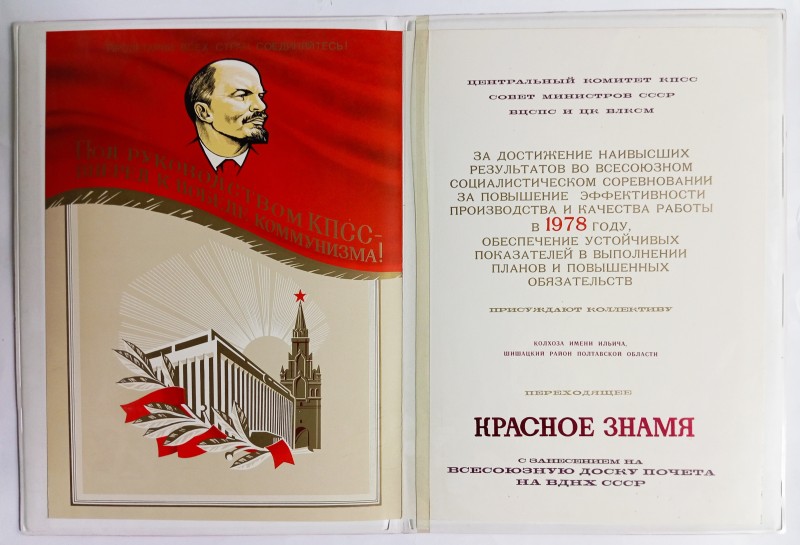 ПРОЛЕТАРИИ ВСЕХ СТРАН, СОЕДИНЯЙТЕСЬ!
Под руководством КПСС-
вперед к победе коммунизма!
ЦЕНТРАЛЬНЫЙ КОМИТЕТ КПСС
СОВЕТ МИНИСТРОВ СССР
ВЦСПС И ЦК ВЛКСМ
ЗА ДОСТИЖЕНИЕ НАИВЫСШИХ
РЕЗУЛЬТАТОВ ВО ВСЕСОЮЗНОМ
СОЦИАЛИСТИЧЕСКОМ СОРЕВНОВАНИИ
ЗА ПОВЫШЕНИЕ ЭФФЕКТИВНОСТИ
ПРОИЗВОДСТВА И КАЧЕСТВА РАБОТЫ
В 1978 ГОДУ,
ОБЕСПЕЧЕНИЕ УСТОЙЧИВЫХ
ПОКАЗАТЕЛЕЙ В ВЫПОЛНЕНИИ
ПЛАНОВ И ПОВЫШЕННЫХ
ОБЯЗАТЕЛЬСТВ
ПРИСУЖДАЮТ КОЛЛЕКТИВУ
КОЛХОЗА ИМЕНИ ИЛЬИЧА,
ШИШАЦКИЙ РАЙОН ПОЛТАВСКОЙ ОБЛАСТИ
ПЕРЕХОДЯЩЕЕ
КРАСНОЕ ЗНАМЯ
С ЗАНЕСЕНИЕМ НА
ВСЕСОЮЗНУЮ ДОСКУ ПОЧЕТА
НА ВДНХ СССР